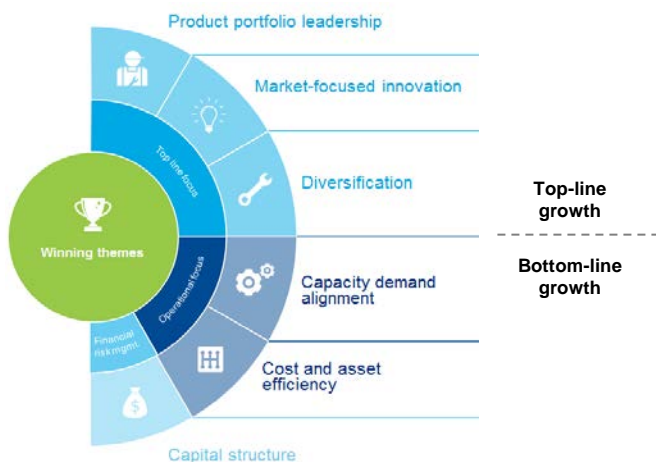 Product portfolio leadership
Market-focused innovation
Top line focus
Diversification
Top-line
growth
Winning themes
Bottom-line
growth
Operational focus
Capacity demand
alignment
Financial
risk mgmt.
Cost and asset
efficiency
$
Capital structure